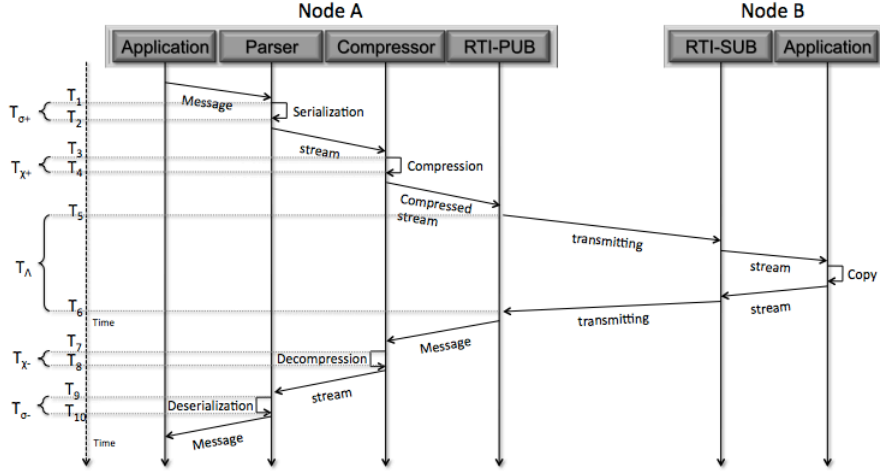 Node A
Node B
Application
Parser
Compressor
RTI-PUB
RTI-SUB
Application
T1
Message
Tσ+
T2
Serialization
T3
stream
Tχ+
T4
Compression
Compressed
stream
T5
transmitting
stream
TΛ
Copy
T6
Time
transmitting
stream
T7
Message
Tχ-
T8
Decompression
T9
stream
Tσ-
T10
Deserialization
Time
Message